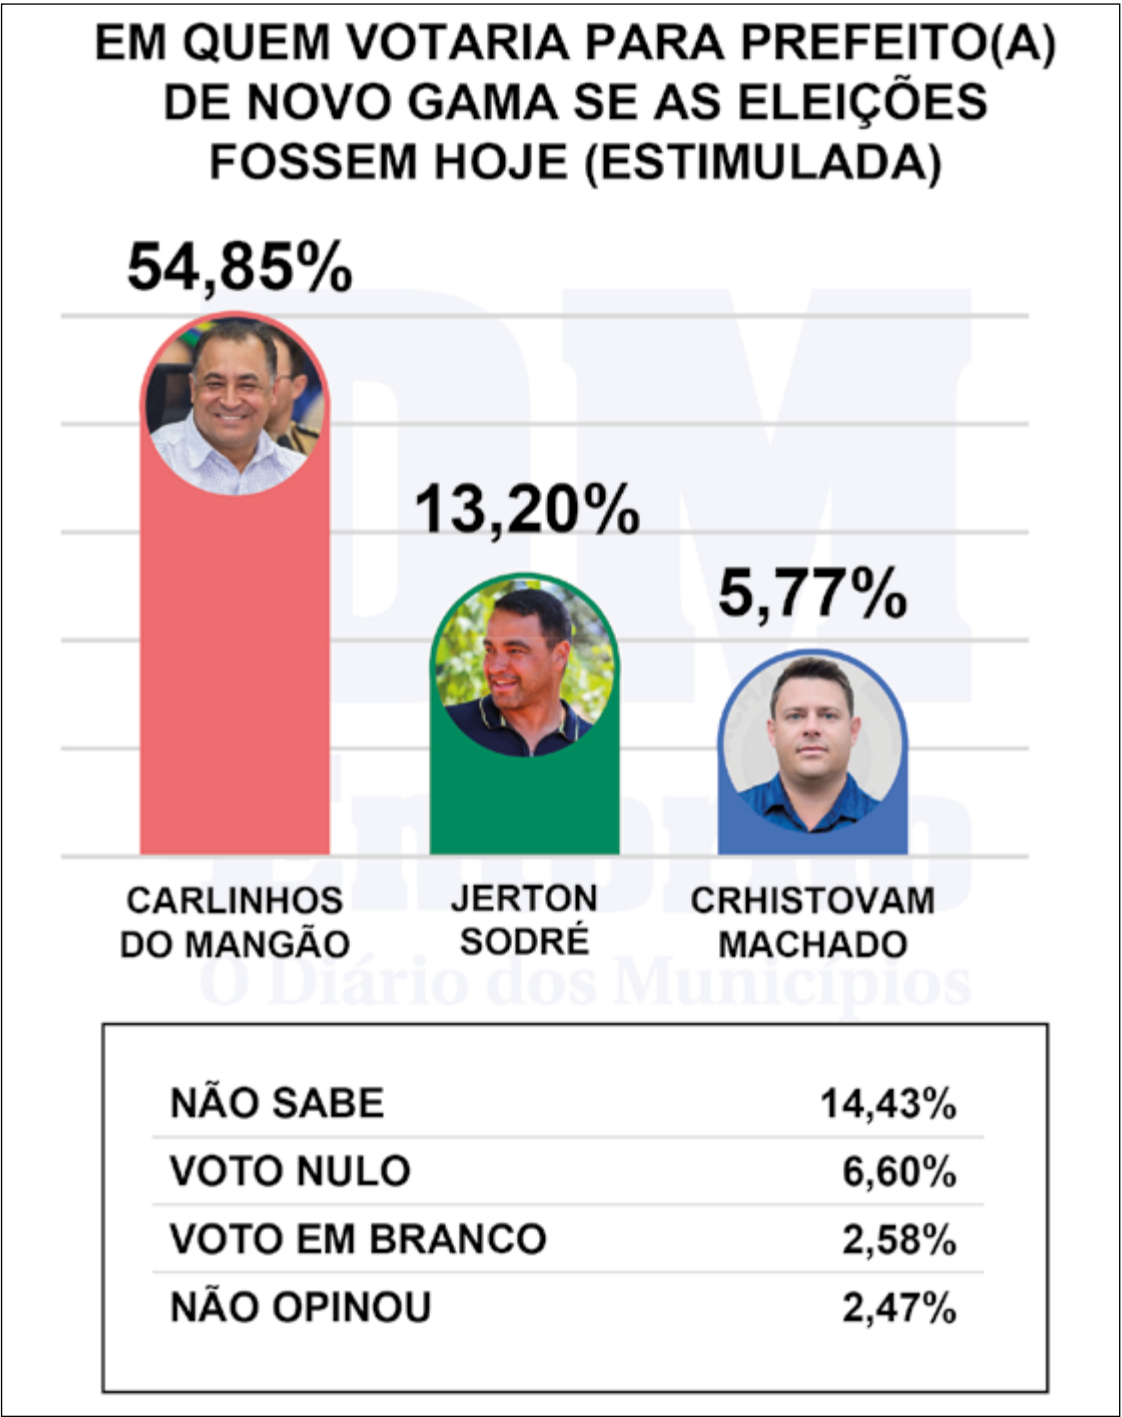 EM QUEM VOTARIA PARA PREFEITO(A)
DE NOVO GAMA SE AS ELEIÇÕES
FOSSEM HOJE (ESTIMULADA)
54,85%
13,20%
5,77%
CARLINHOS
DO MANGÃO
JERTON
SODRÉ
CRHISTOVAM
MACHADO
DM
Entorno
O Diário dos Municípios
NÃO SABE 14,43%
VOTO NULO 6,60%
VOTO EM BRANCO 2,58%
NÃO OPINOU 2,47%